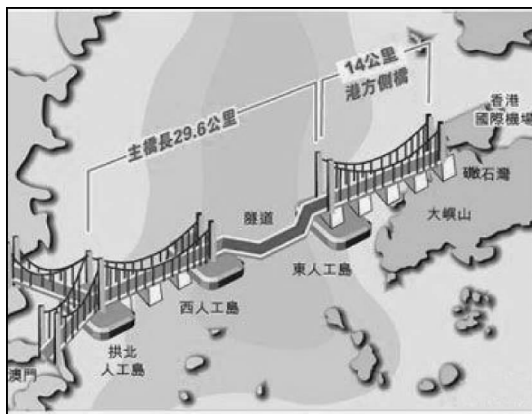 14公里
港方側橋
主橋長29.6公里
香港
國際機場
磡石灣
大嶼山
隧道
東人工島
西人工島
拱北
人工島
澳門